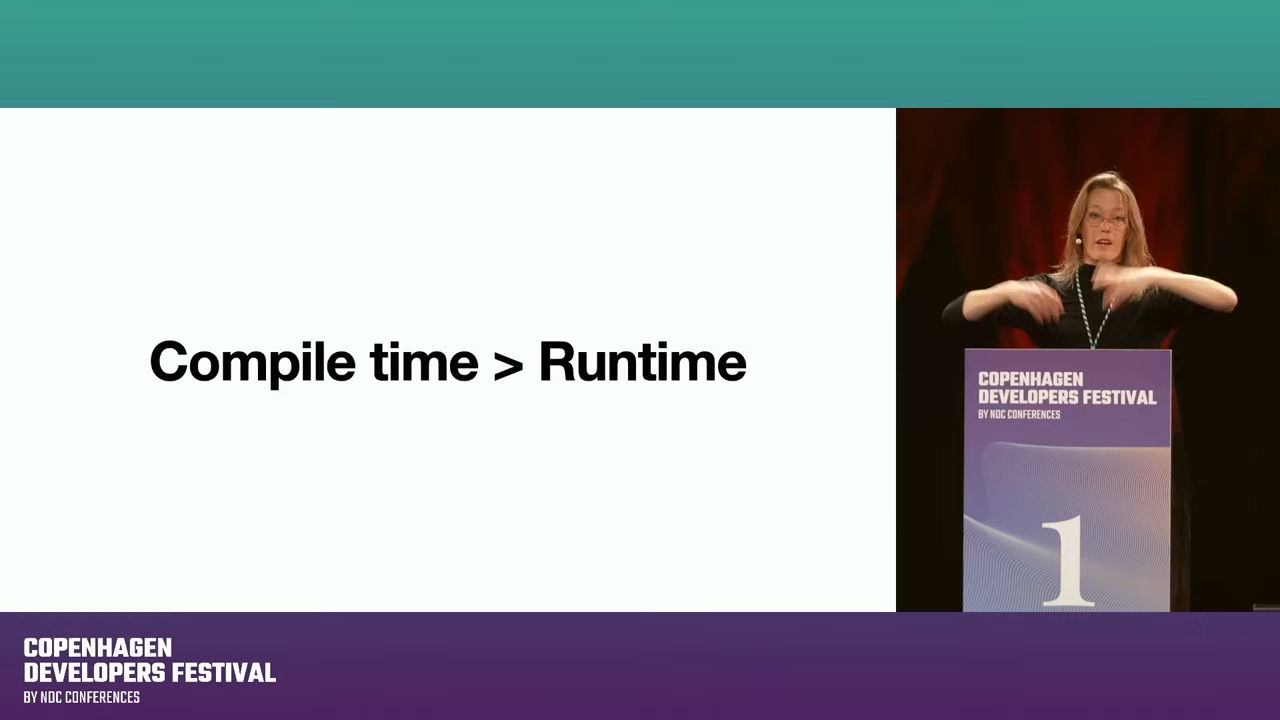 Compile time > Runtime
COPENHAGEN
DEVELOPERS FESTIVAL
BY NDC CONFERENCES
1
COPENHAGEN
DEVELOPERS FESTIVAL
BY NDC CONFERENCES